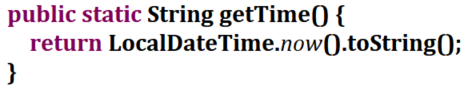 public static String getTime() {
return LocalDateTime.now().toString();
}